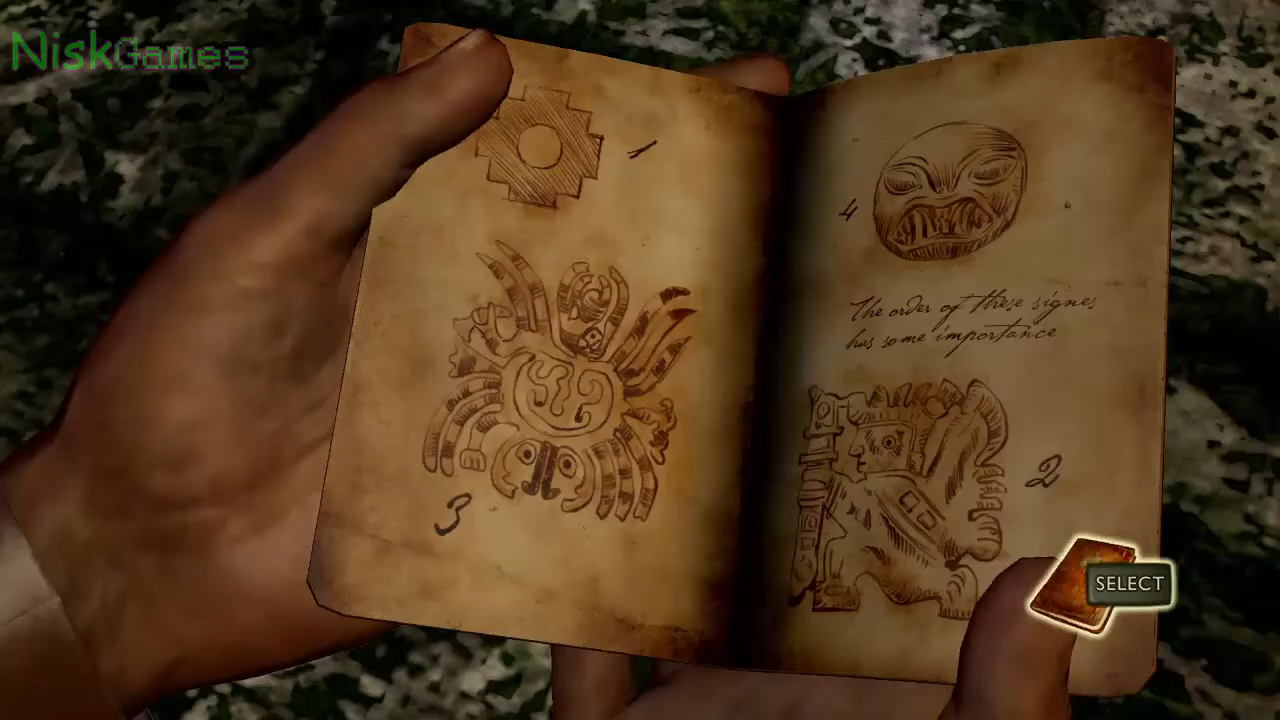 NiskGames
1
4
The order of these signes
has some importance
2
3
SELECT